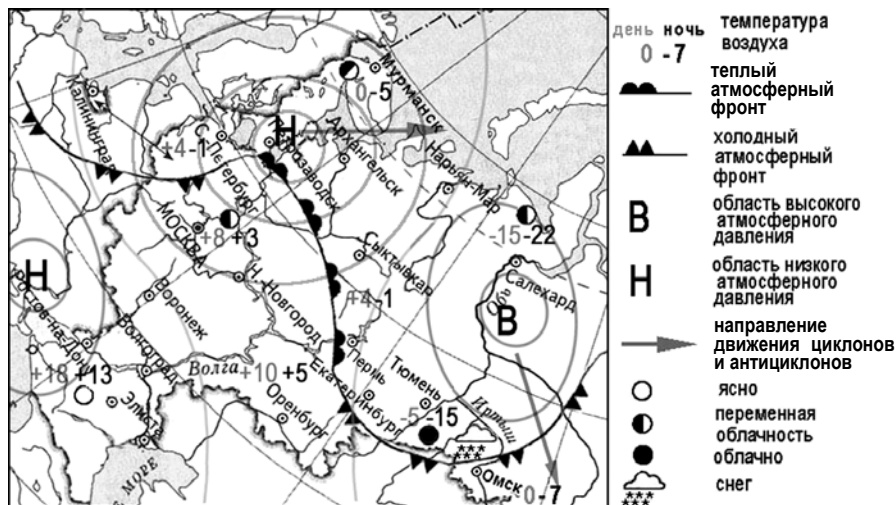 Мурманск
0 -5
Калининград
С.Петербург
+4 -1
Н
Петрозаводск
Архангельск
Нарьян-Мар
МОСКВА
+8 +3
-15 -22
Сыктывкар
Салехард
Н
Обь
В
Н. Новгород
+4 -1
Воронеж
Ростов-на-Дону
Волгоград
Волга
+10 +5
Пермь
Тюмень
+18 +13
Екатеринбург
Иртыш
Элиста
Оренбург
-5 -15
Омск
МОРЕ
-0 -7
день ночь
0 -7
температура
воздуха
теплый
атмосферный
фронт
холодный
атмосферный
фронт
В
область высокого
атмосферного
давления
Н
область низкого
атмосферного
давления
направление
движения циклонов
и антициклонов
ясно
переменная
облачность
облачно
снег